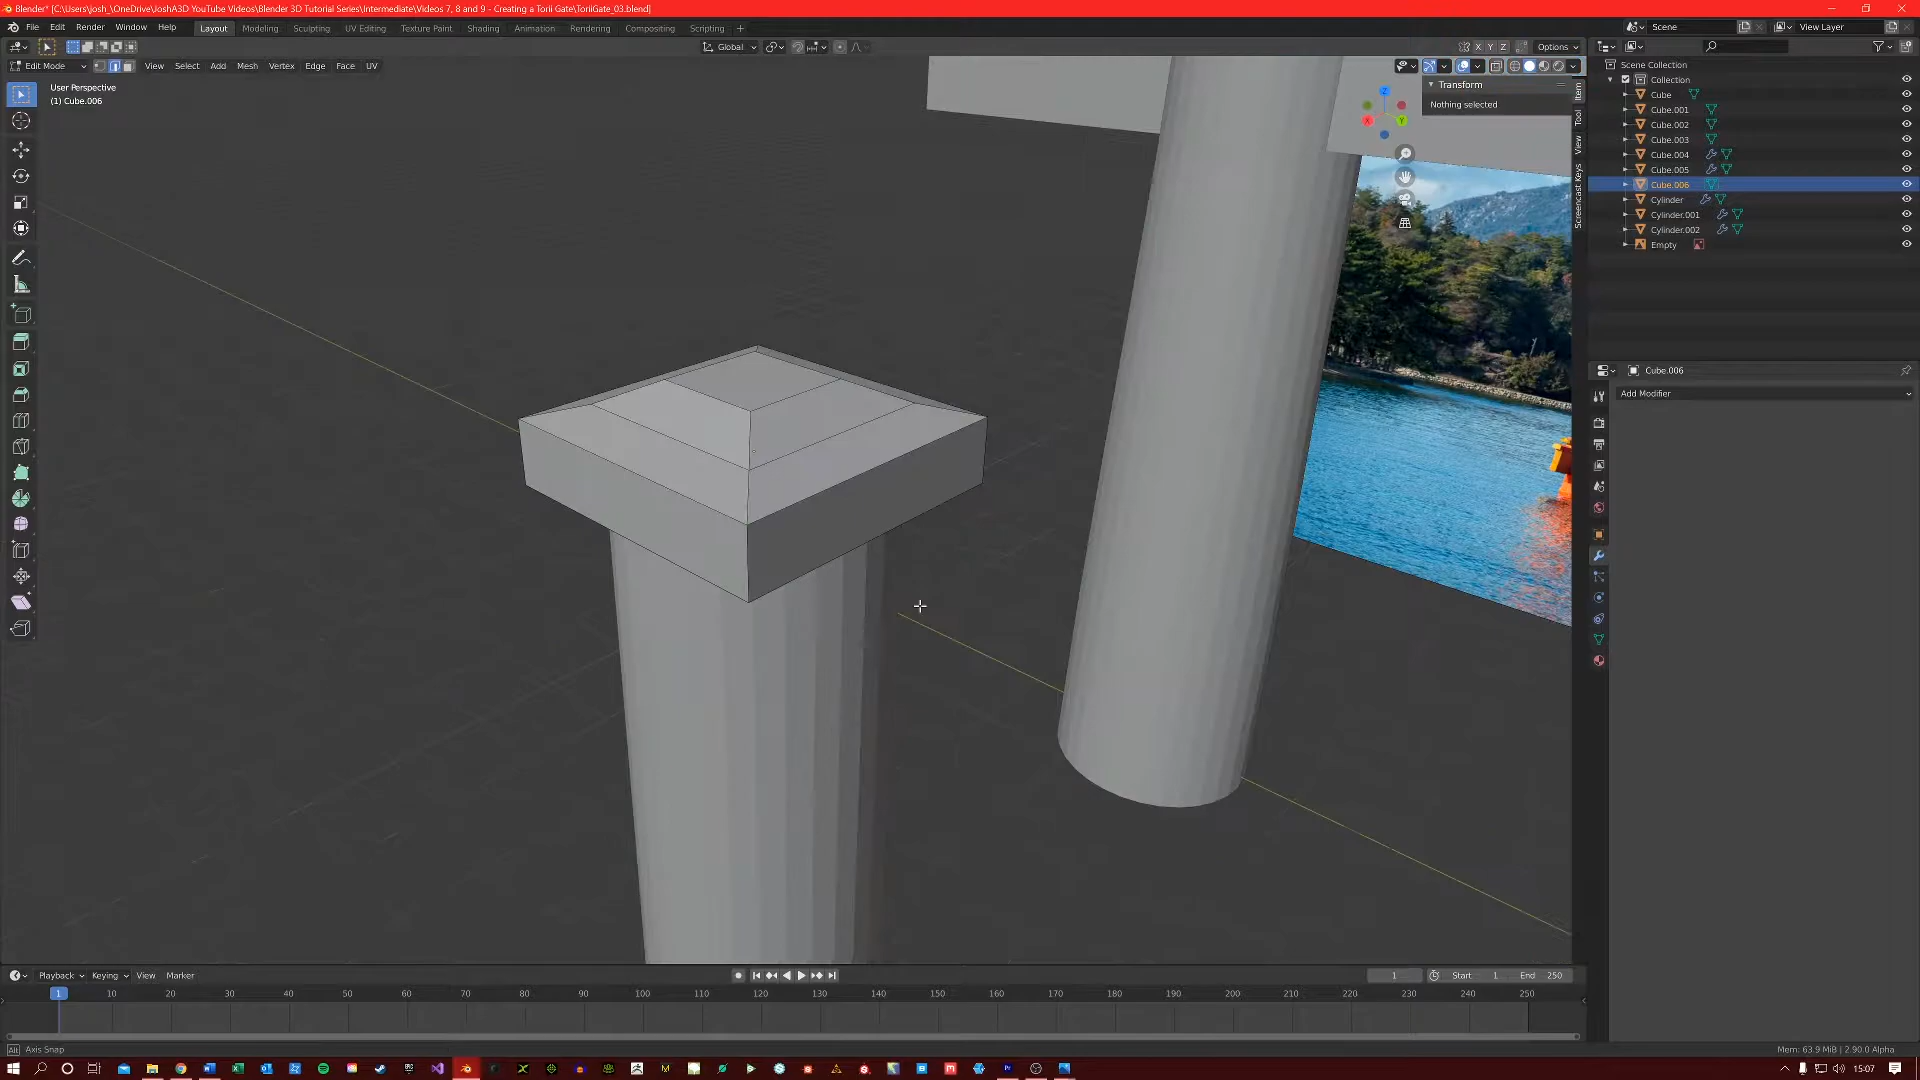 Blender* [C:\Users\josh_\OneDrive\JoshA3D YouTube Videos\Blender 3D Tutorial Series\Intermediate\Videos 7, 8 and 9 - Creating a Torii Gate\ToriiGate_03.blend]
File Edit Render Window Help Layout Modeling Sculpting UV Editing Texture Paint Shading Animation Rendering Compositing Scripting + Scene View Layer
Global X Y Z Options
Edit Mode View Select Add Mesh Vertex Edge Face UV
User Perspective
(1) Cube.006
Transform
Nothing selected
Item
Tool
View
Screencast Keys
Z
X Y
Scene Collection
Collection
Cube
Cube.001
Cube.002
Cube.003
Cube.004
Cube.005
Cube.006
Cylinder
Cylinder.001
Cylinder.002
Empty
Cube.006
Add Modifier
Playback Keying View Marker 1 Start 1 End 250
1 10 20 30 40 50 60 70 80 90 100 110 120 130 140 150 160 170 180 190 200 210 220 230 240 250
Alt Axis Snap Mem: 63.9 MiB | 2.90.0 Alpha
15:07